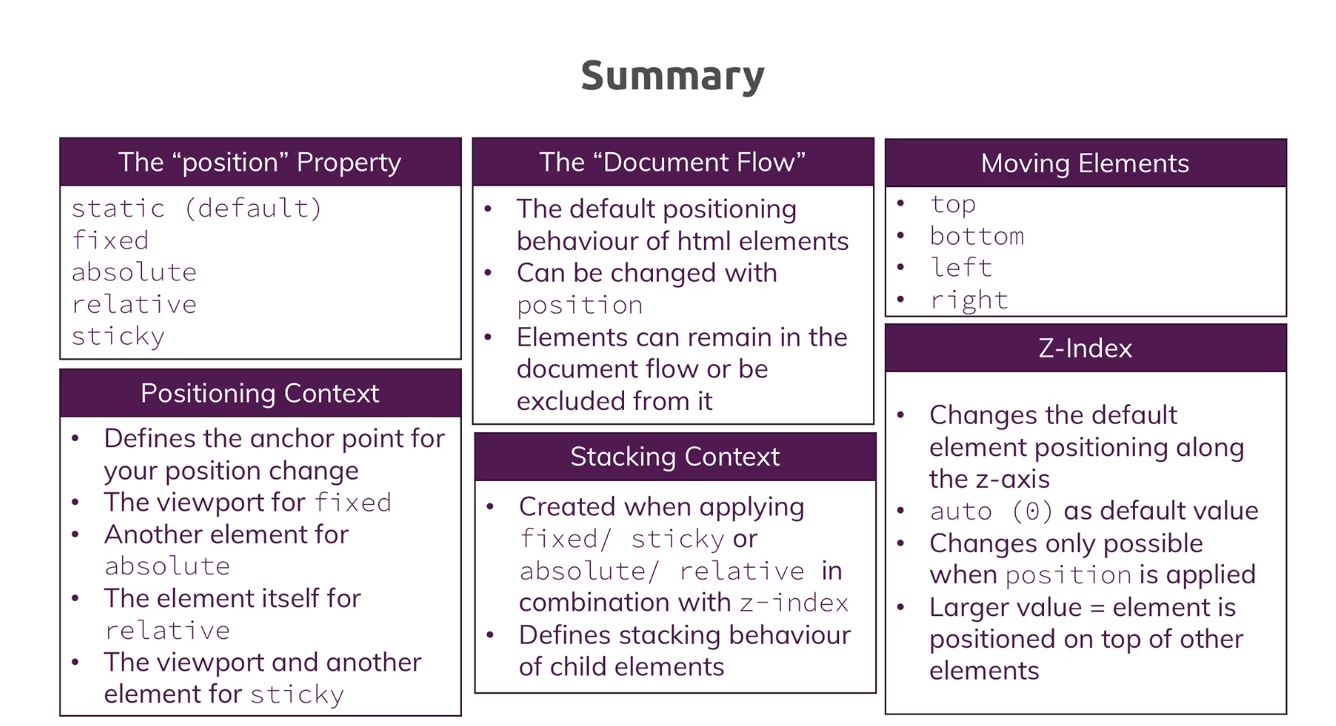 Summary
The “position” Property
static (default)
fixed
absolute
relative
sticky
Positioning Context
• Defines the anchor point for
your position change
• The viewport for fixed
• Another element for
absolute
• The element itself for
relative
• The viewport and another
element for sticky
The “Document Flow”
• The default positioning
behaviour of html elements
• Can be changed with
position
• Elements can remain in the
document flow or be
excluded from it
Stacking Context
• Created when applying
fixed/ sticky or
absolute/ relative in
combination with z-index
• Defines stacking behaviour
of child elements
Moving Elements
• top
• bottom
• left
• right
Z-Index
• Changes the default
element positioning along
the z-axis
• auto (0) as default value
• Changes only possible
when position is applied
• Larger value = element is
positioned on top of other
elements